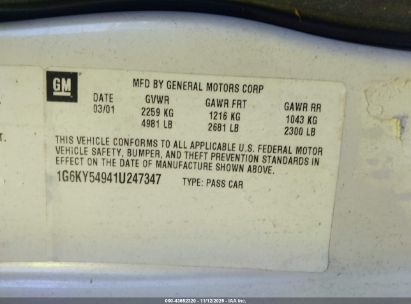 GM
MFD BY GENERAL MOTORS CORP
DATE GVWR GAWR FRT GAWR RR
03/01 2259 KG 1216 KG 1043 KG
4981 LB 2681 LB 2300 LB
THIS VEHICLE CONFORMS TO ALL APPLICABLE U.S. FEDERAL MOTOR
VEHICLE SAFETY, BUMPER, AND THEFT PREVENTION STANDARDS IN
EFFECT ON THE DATE OF MANUFACTURE SHOWN ABOVE.
1G6KY54941U247347 TYPE: PASS CAR